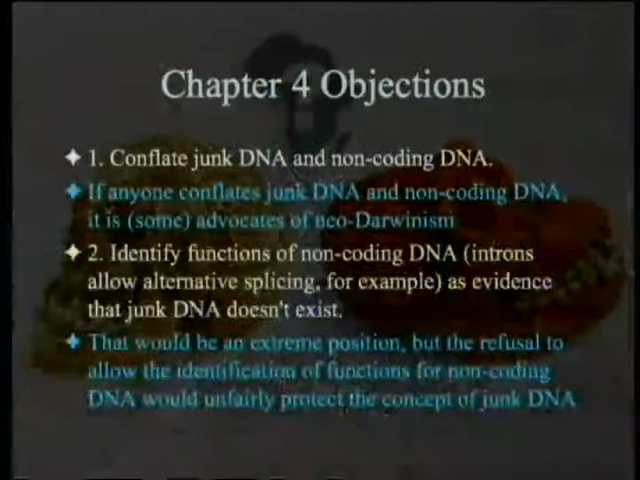 Chapter 4 Objections
1. Conflate junk DNA and non-coding DNA.
If anyone conflates junk DNA and non-coding DNA,
it is (some) advocates of neo-Darwinism
2. Identify functions of non-coding DNA (introns
allow alternative splicing, for example) as evidence
that junk DNA doesn't exist.
That would be an extreme position, but the refusal to
allow the identification of functions for non-coding
DNA would unfairly protect the concept of junk DNA